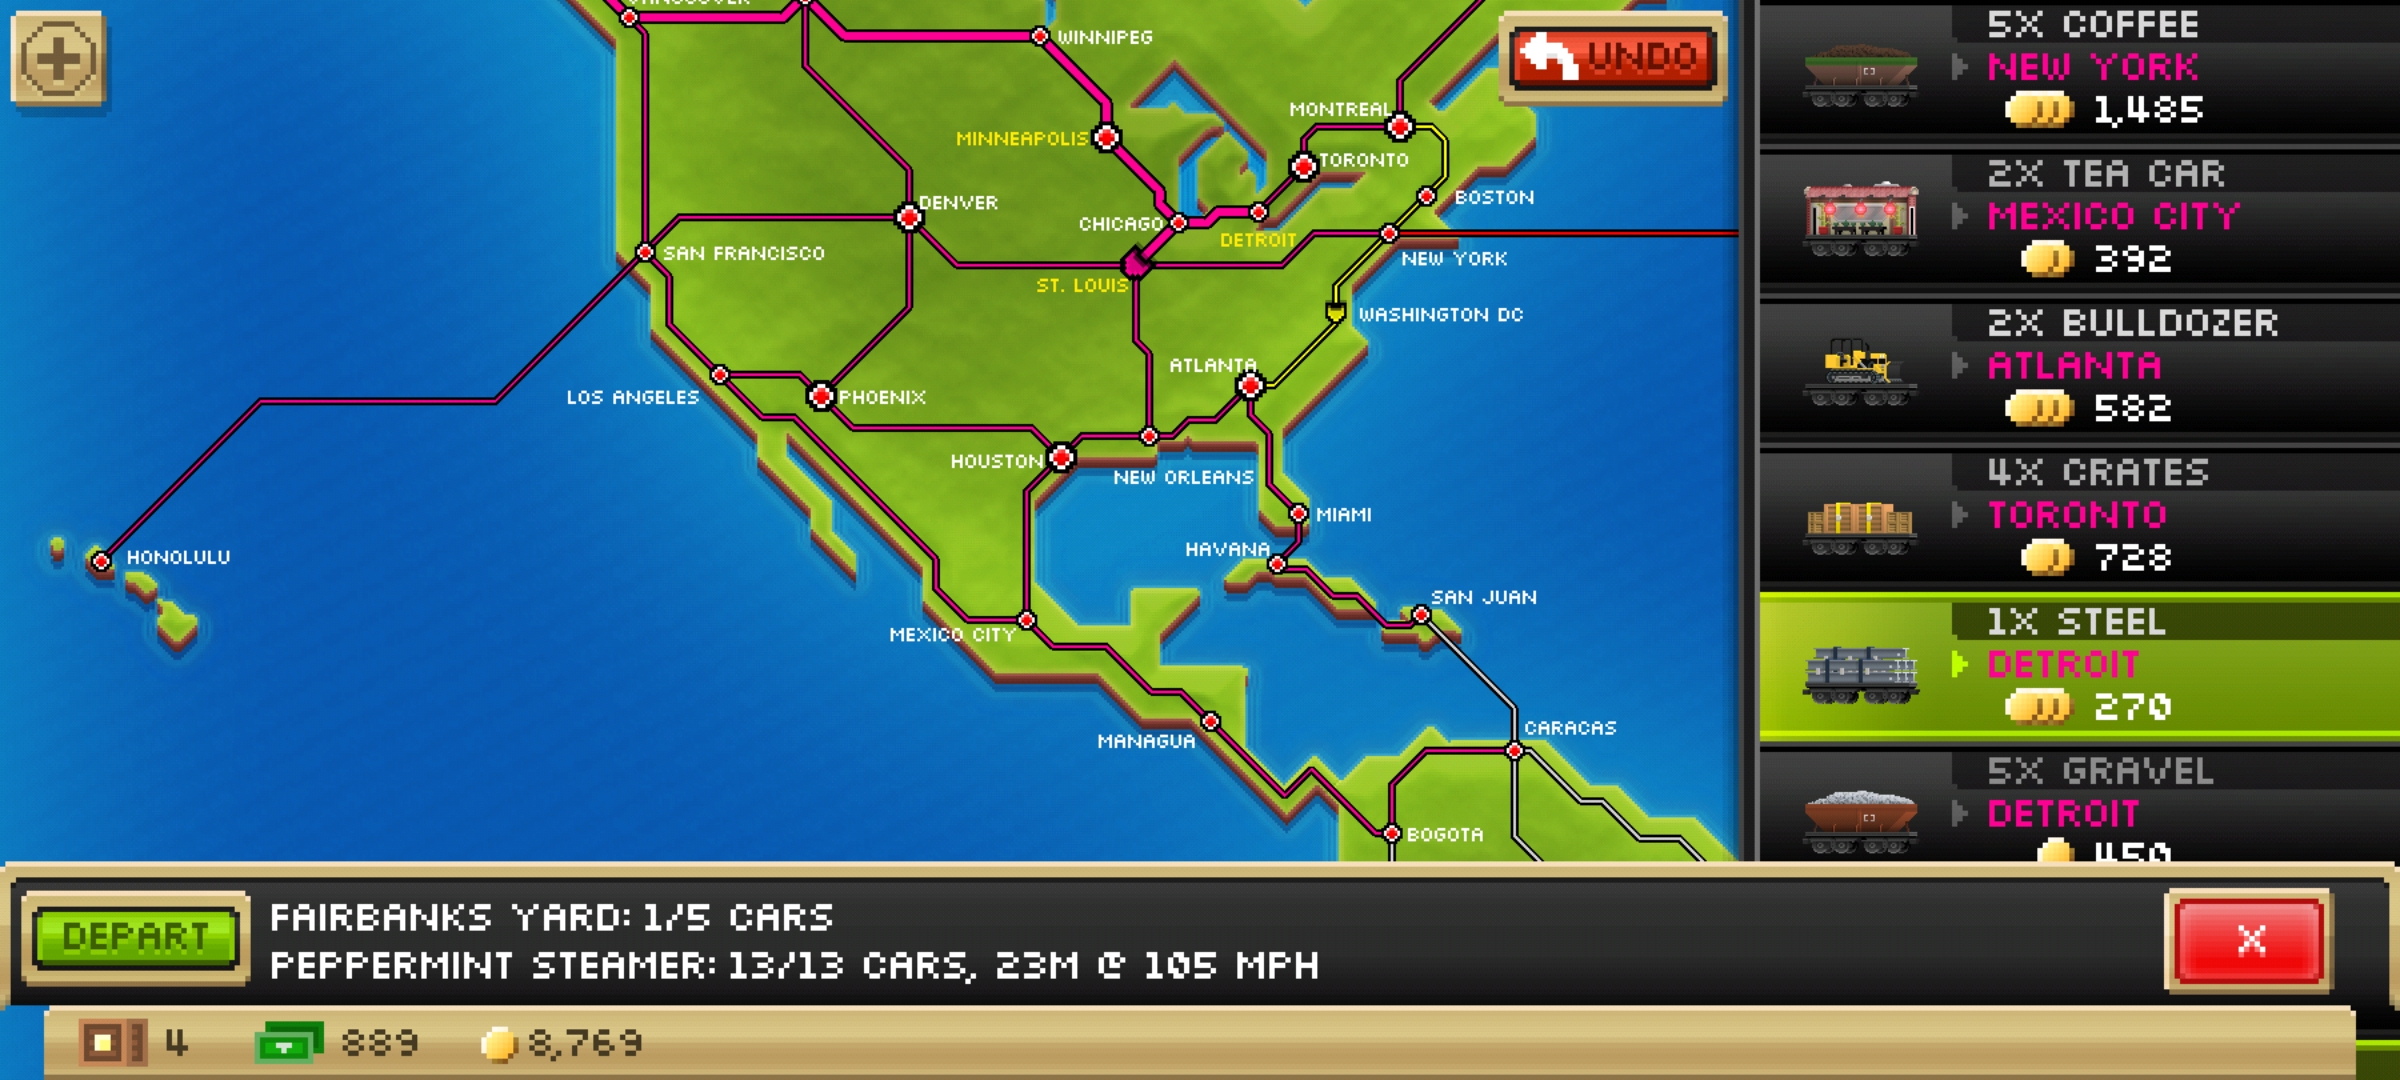 VANCOUVER
WINNIPEG
UNDO
MONTREAL
MINNEAPOLIS
TORONTO
BOSTON
DENVER
CHICAGO
DETROIT
SAN FRANCISCO
NEW YORK
ST. LOUIS
WASHINGTON DC
ATLANTA
LOS ANGELES
PHOENIX
HOUSTON
NEW ORLEANS
MIAMI
HAVANA
HONOLULU
SAN JUAN
MEXICO CITY
CARACAS
MANAGUA
BOGOTA
5X COFFEE
NEW YORK
1,485
2X TEA CAR
MEXICO CITY
392
2X BULLDOZER
ATLANTA
582
4X CRATES
TORONTO
728
1X STEEL
DETROIT
270
5X GRAVEL
DETROIT
450
DEPART
FAIRBANKS YARD: 1/5 CARS
PEPPERMINT STEAMER: 13/13 CARS, 23M @ 105 MPH
X
4
889
8,769